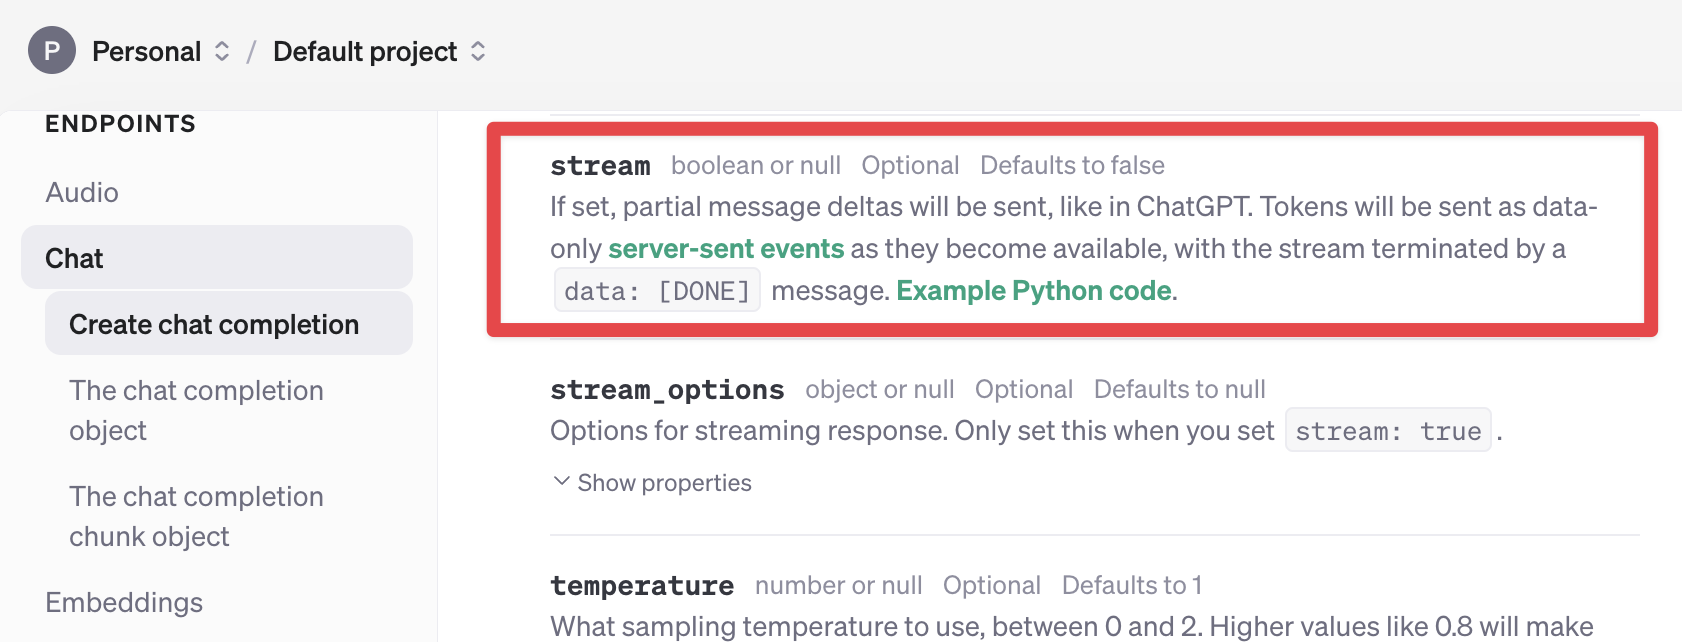 P Personal / Default project
ENDPOINTS
Audio
Chat
Create chat completion
The chat completion
object
The chat completion
chunk object
Embeddings
stream boolean or null Optional Defaults to false
If set, partial message deltas will be sent, like in ChatGPT. Tokens will be sent as data-
only server-sent events as they become available, with the stream terminated by a
data: [DONE] message. Example Python code.
stream_options object or null Optional Defaults to null
Options for streaming response. Only set this when you set stream: true .
Show properties
temperature number or null Optional Defaults to 1
What sampling temperature to use, between 0 and 2. Higher values like 0.8 will make